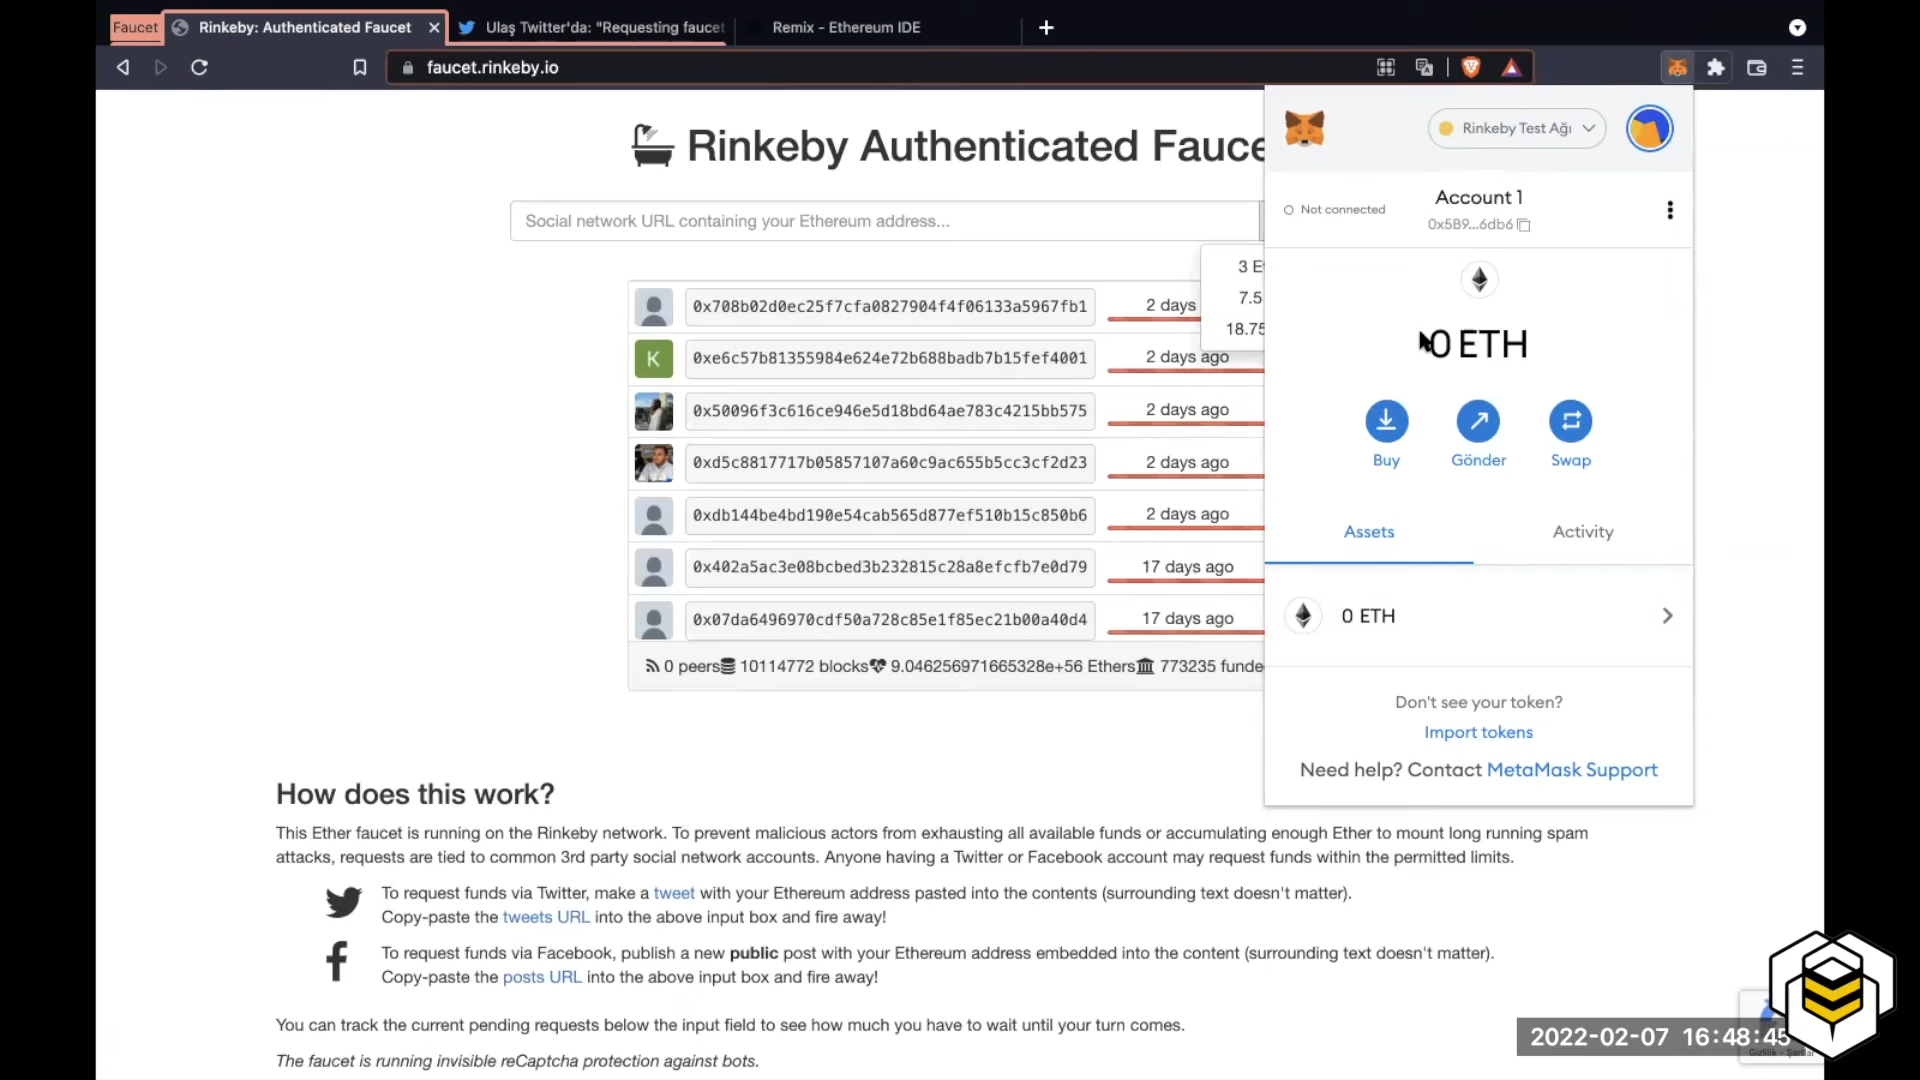 Faucet
Rinkeby: Authenticated Faucet
Ulaş Twitter'da: "Requesting faucet
Remix - Ethereum IDE
faucet.rinkeby.io
Rinkeby Authenticated Fauce
Social network URL containing your Ethereum address...
3 Et
7.5
18.75
0x708b02d0ec25f7cfa0827904f4f06133a5967fb1 2 days
K 0xe6c57b81355984e624e72b688badb7b15fef4001 2 days ago
0x50096f3c616ce946e5d18bd64ae783c4215bb575 2 days ago
0xd5c8817717b05857107a60c9ac655b5cc3cf2d23 2 days ago
0xdb144be4bd190e54cab565d877ef510b15c850b6 2 days ago
0x402a5ac3e08bcbed3b232815c28a8efcfb7e0d79 17 days ago
0x07da6496970cdf50a728c85e1f85ec21b00a40d4 17 days ago
0 peers 10114772 blocks 9.046256971665328e+56 Ethers 773235 funde
Rinkeby Test Ağı
Not connected
Account 1
0x5B9...6db6
0 ETH
Buy
Gönder
Swap
Assets
Activity
0 ETH
Don't see your token?
Import tokens
Need help? Contact MetaMask Support
How does this work?
This Ether faucet is running on the Rinkeby network. To prevent malicious actors from exhausting all available funds or accumulating enough Ether to mount long running spam
attacks, requests are tied to common 3rd party social network accounts. Anyone having a Twitter or Facebook account may request funds within the permitted limits.
To request funds via Twitter, make a tweet with your Ethereum address pasted into the contents (surrounding text doesn't matter).
Copy-paste the tweets URL into the above input box and fire away!
To request funds via Facebook, publish a new public post with your Ethereum address embedded into the content (surrounding text doesn't matter).
Copy-paste the posts URL into the above input box and fire away!
You can track the current pending requests below the input field to see how much you have to wait until your turn comes.
The faucet is running invisible reCaptcha protection against bots.
2022-02-07 16:48:45